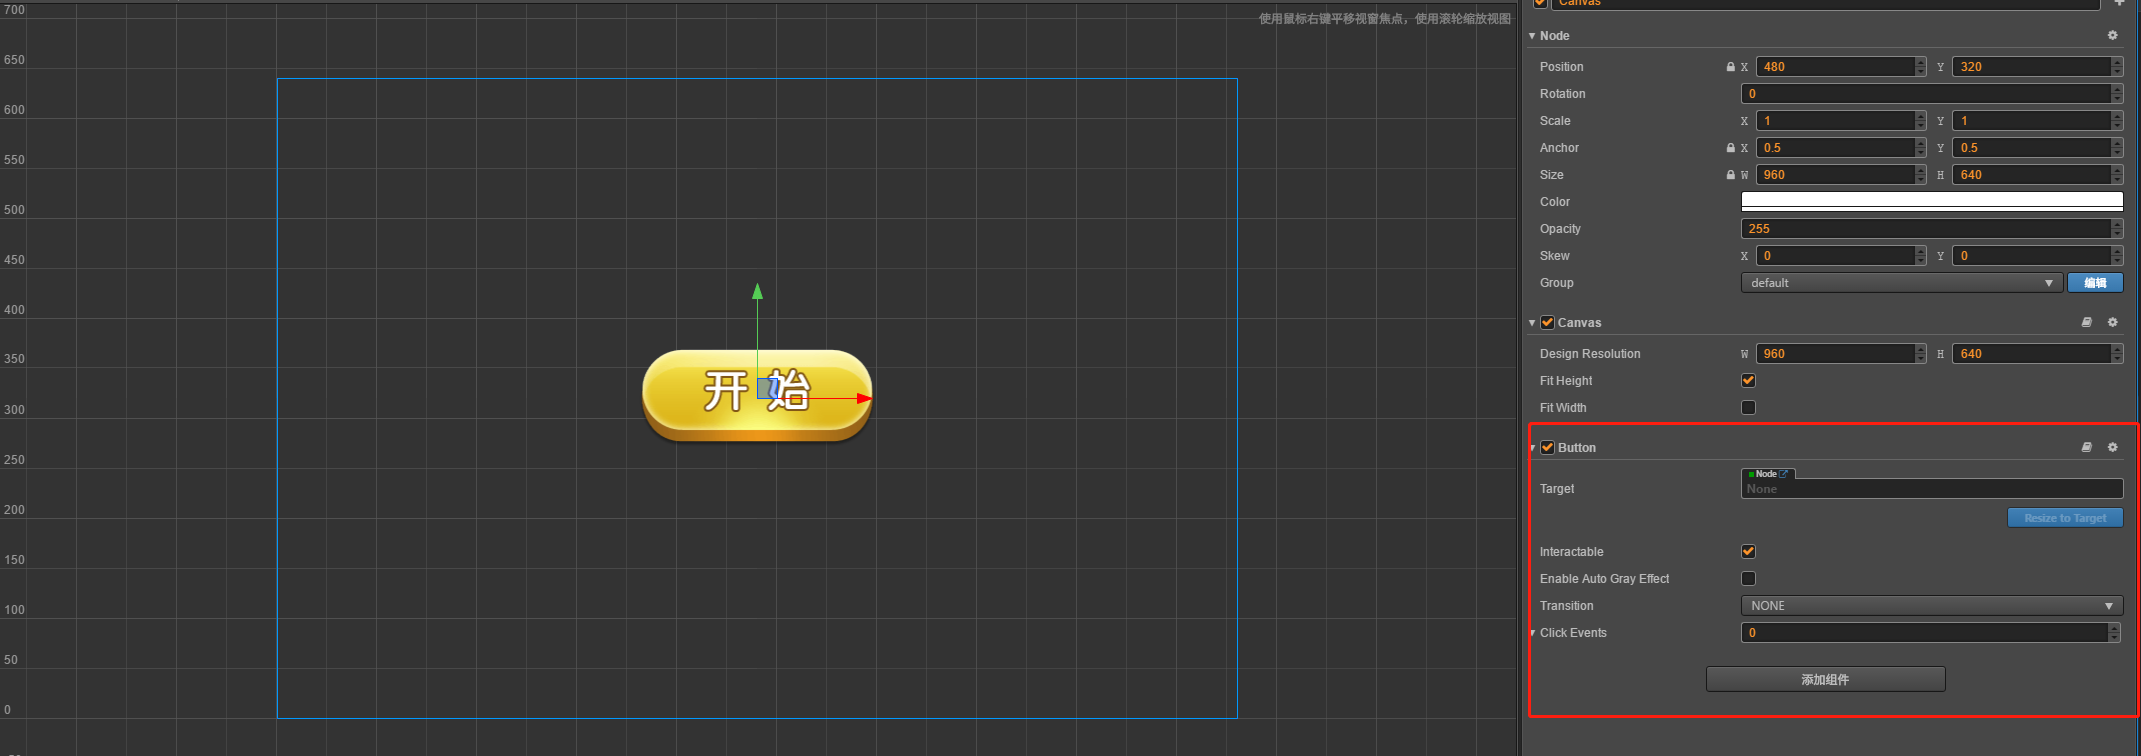 700
使用鼠标右键平移视窗焦点，使用滚轮缩放视图
650
600
550
500
450
400
350
300
250
200
150
100
50
0
开 始
Canvas
Node
Position X 480 Y 320
Rotation 0
Scale X 1 Y 1
Anchor X 0.5 Y 0.5
Size W 960 H 640
Color
Opacity 255
Skew X 0 Y 0
Group default 编辑
Canvas
Design Resolution W 960 H 640
Fit Height
Fit Width
Button
Node
Target None
Resize to Target
Interactable
Enable Auto Gray Effect
Transition NONE
Click Events 0
添加组件